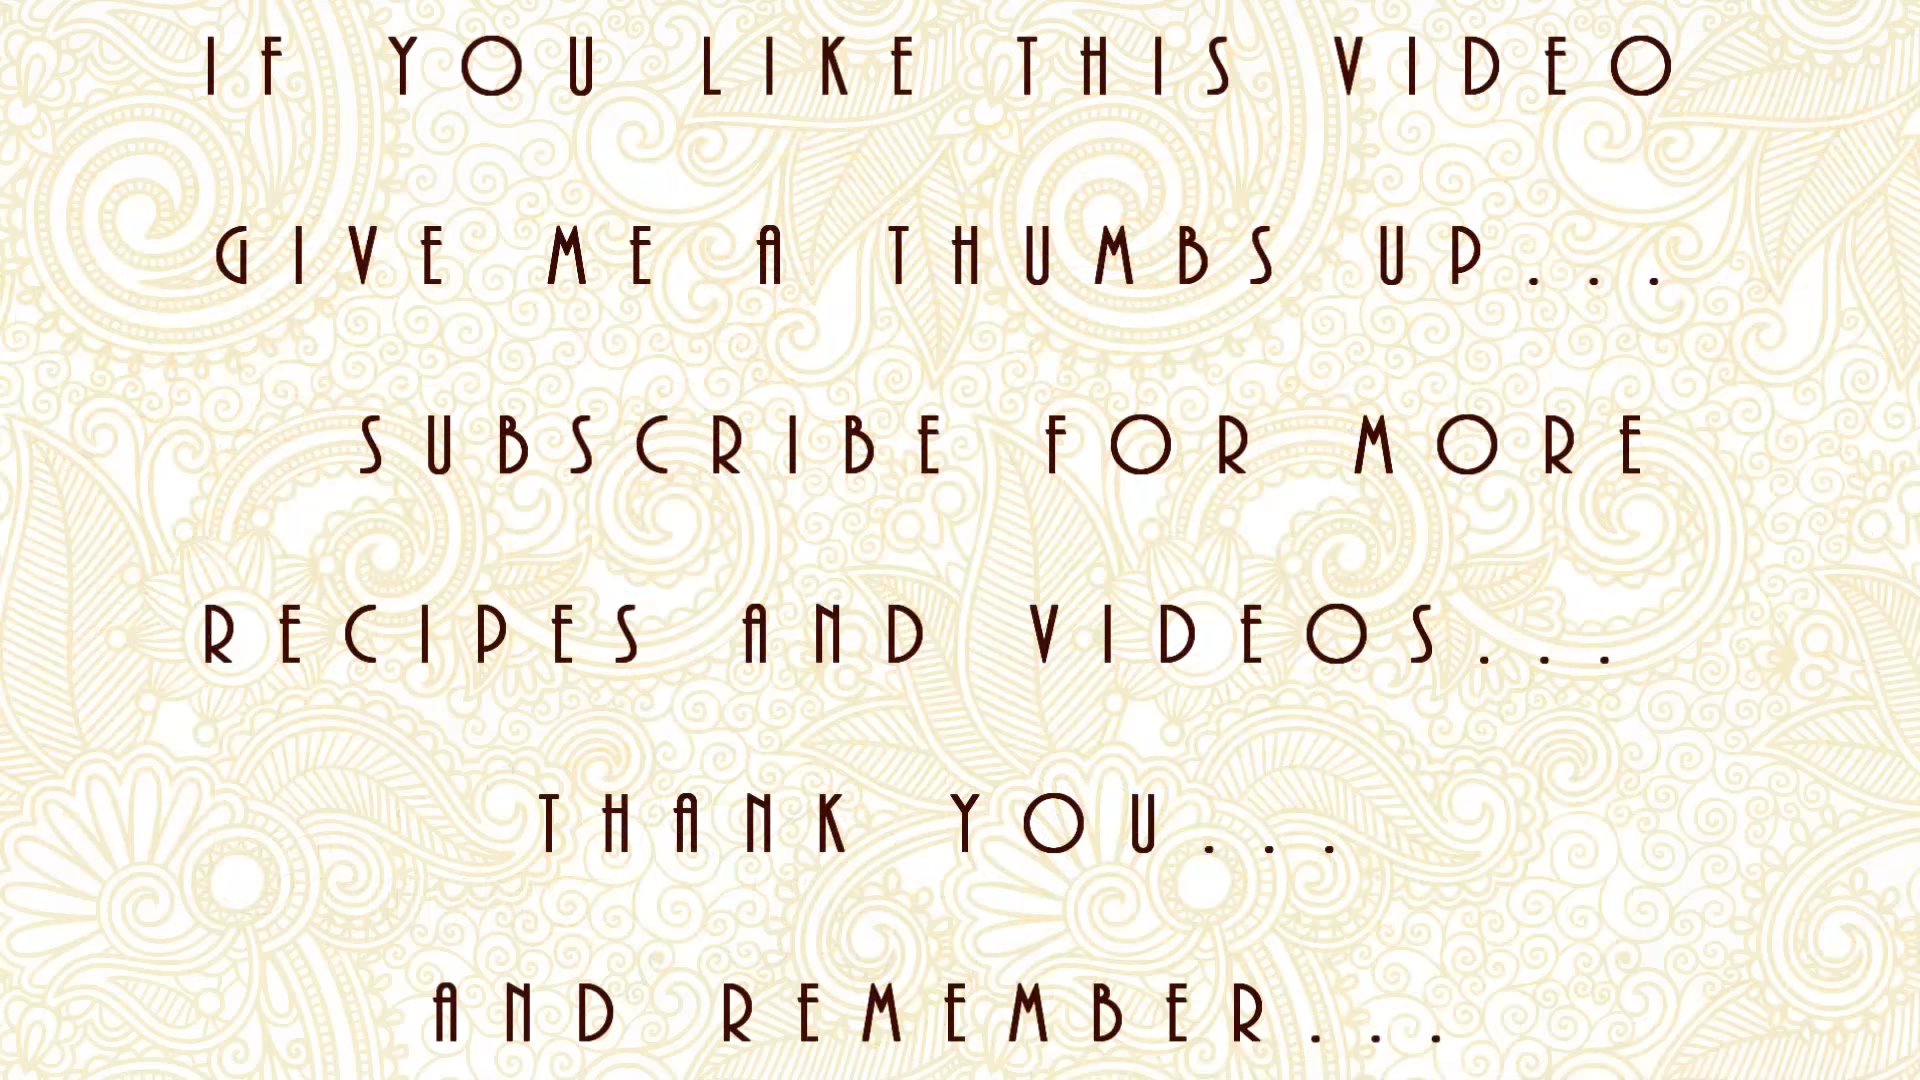 IF YOU LIKE THIS VIDEO
GIVE ME A THUMBS UP...
SUBSCRIBE FOR MORE
RECIPES AND VIDEOS...
THANK YOU...
AND REMEMBER...